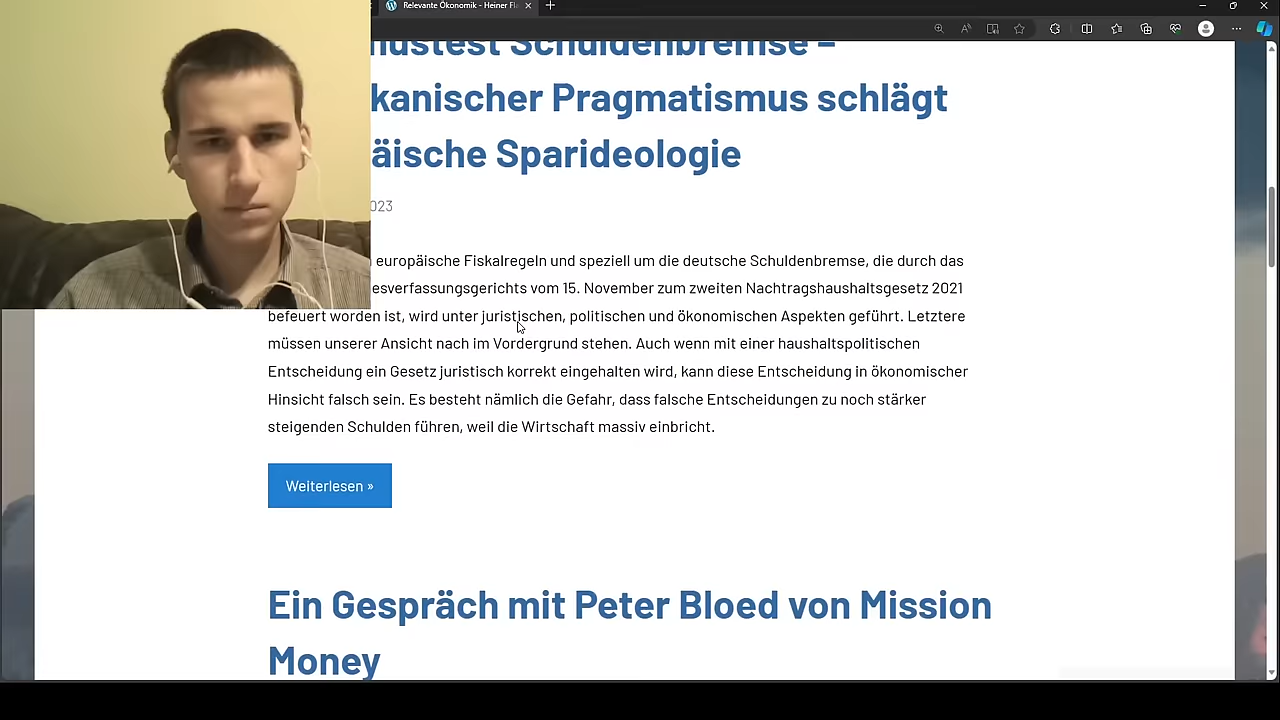 Relevante Ökonomik - Heiner Fla
Schuldenbremse –
kanischer Pragmatismus schlägt
äische Sparideologie
023
europäische Fiskalregeln und speziell um die deutsche Schuldenbremse, die durch das
esverfassungsgerichts vom 15. November zum zweiten Nachtragshaushaltsgesetz 2021
befeuert worden ist, wird unter juristischen, politischen und ökonomischen Aspekten geführt. Letztere
müssen unserer Ansicht nach im Vordergrund stehen. Auch wenn mit einer haushaltspolitischen
Entscheidung ein Gesetz juristisch korrekt eingehalten wird, kann diese Entscheidung in ökonomischer
Hinsicht falsch sein. Es besteht nämlich die Gefahr, dass falsche Entscheidungen zu noch stärker
steigenden Schulden führen, weil die Wirtschaft massiv einbricht.
Weiterlesen »
Ein Gespräch mit Peter Bloed von Mission
Money